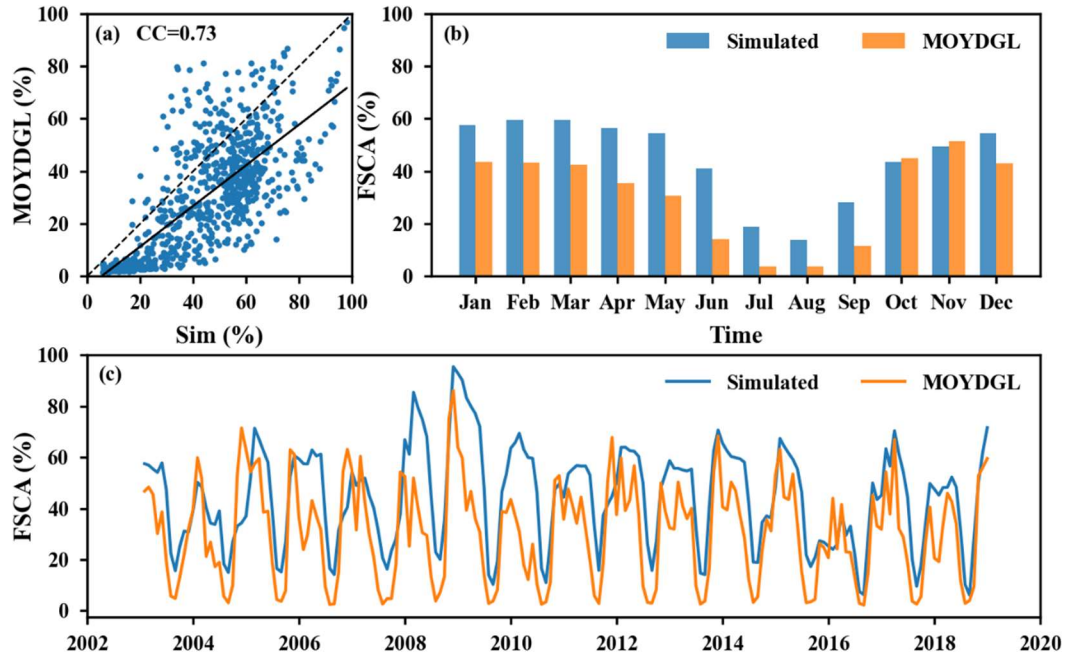 (a) CC=0.73
MOYDGL (%)
100
80
60
40
20
0
0 20 40 60 80 100
Sim (%)
(b)
Simulated MOYDGL
FSCA (%)
100
80
60
40
20
0
Jan Feb Mar Apr May Jun Jul Aug Sep Oct Nov Dec
Time
(c)
Simulated MOYDGL
FSCA (%)
100
80
60
40
20
0
2002 2004 2006 2008 2010 2012 2014 2016 2018 2020